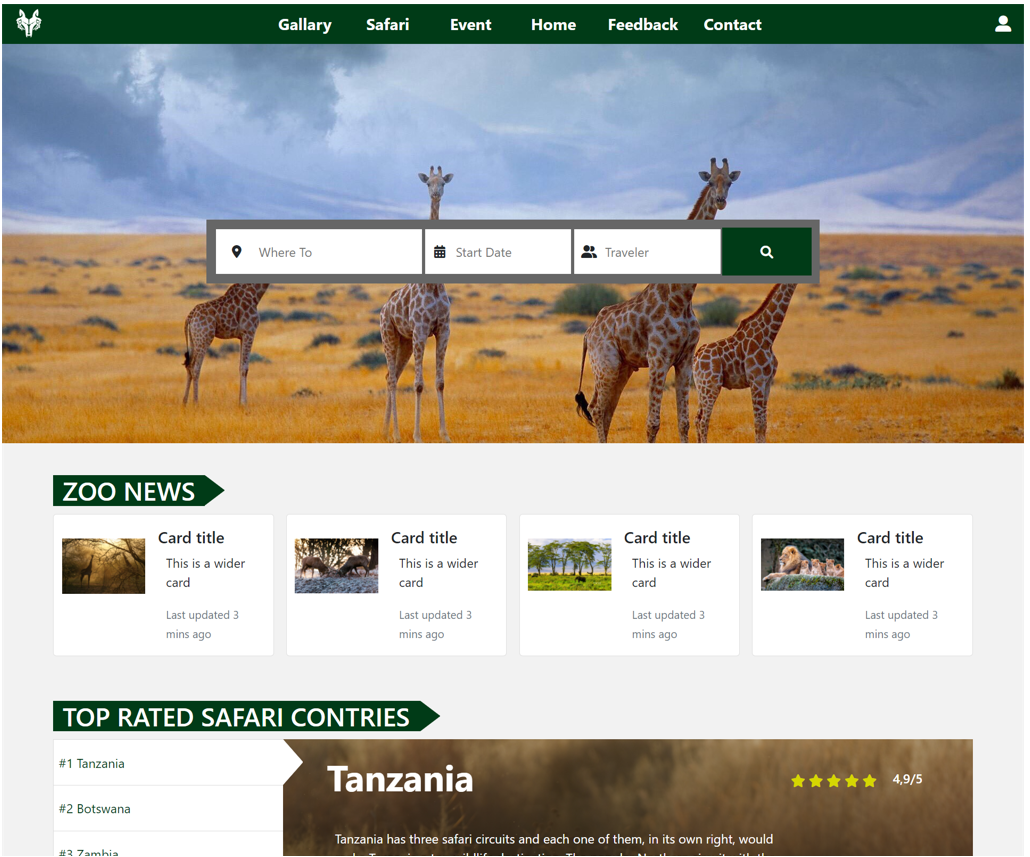 Gallary Safari Event Home Feedback Contact
Where To Start Date Traveler
ZOO NEWS
Card title
This is a wider
card
Last updated 3
mins ago
Card title
This is a wider
card
Last updated 3
mins ago
Card title
This is a wider
card
Last updated 3
mins ago
Card title
This is a wider
card
Last updated 3
mins ago
TOP RATED SAFARI CONTRIES
#1 Tanzania
#2 Botswana
#3 Zambia
Tanzania
4,9/5
Tanzania has three safari circuits and each one of them, in its own right, would